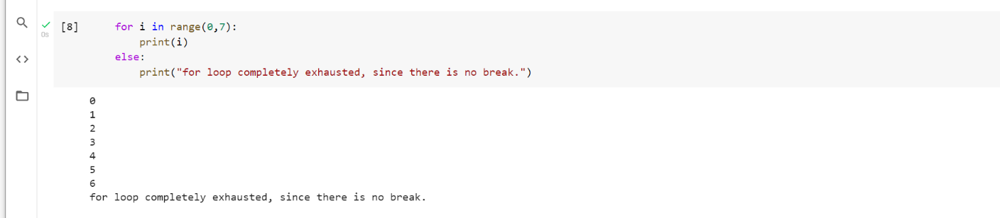 [8] for i in range(0,7):
0s
print(i)
else:
print("for loop completely exhausted, since there is no break.")
0
1
2
3
4
5
6
for loop completely exhausted, since there is no break.